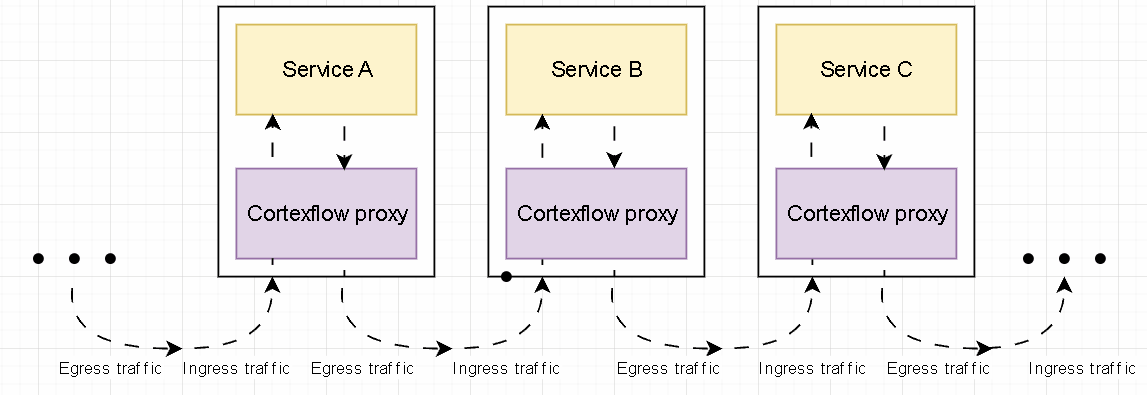 Service A
Service B
Service C
Cortexflow proxy
Cortexflow proxy
Cortexflow proxy
Egress traffic
Ingress traffic
Egress traffic
Ingress traffic
Egress traffic
Ingress traffic
Egress traffic
Ingress traffic